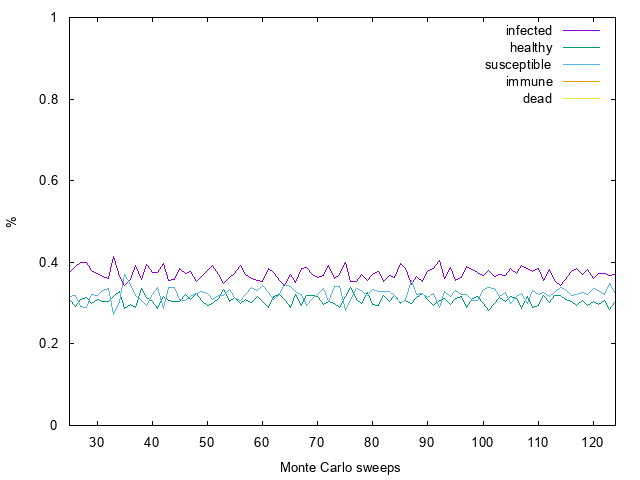 1
0.8
0.6
0.4
0.2
0
%
30 40 50 60 70 80 90 100 110 120
Monte Carlo sweeps
infected
healthy
susceptible
immune
dead